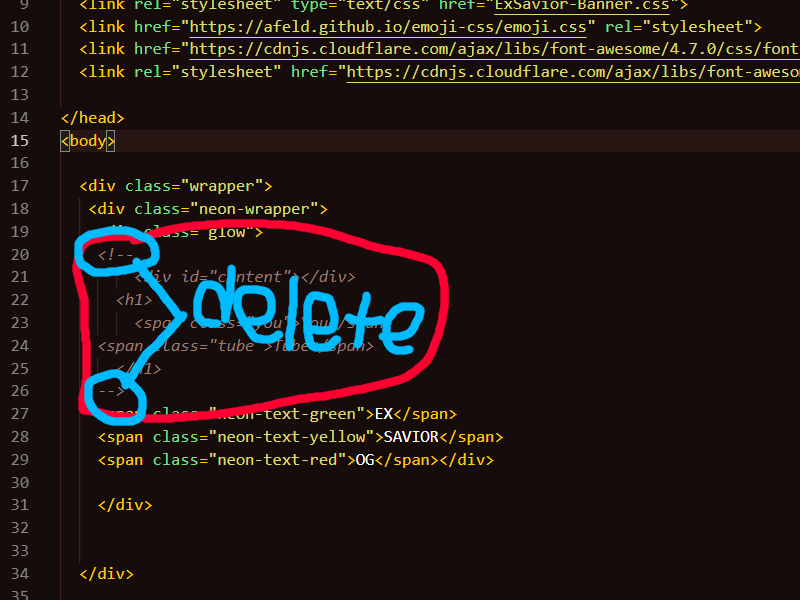 9 <link rel="stylesheet" type="text/css" href="ExSavior-Banner.css">
10 <link href="https://afeld.github.io/emoji-css/emoji.css" rel="stylesheet">
11 <link href="https://cdnjs.cloudflare.com/ajax/libs/font-awesome/4.7.0/css/font
12 <link rel="stylesheet" href="https://cdnjs.cloudflare.com/ajax/libs/font-aweso
13
14 </head>
15 <body>
16
17 <div class="wrapper">
18 <div class="neon-wrapper">
19 class="glow">
20 <!--
21 <div id="content"></div>
22 <h1>
23 <span class="you">You</span>
24 <span class="tube">Tube</span>
25 </h1>
26 -->
27 <span class="neon-text-green">EX</span>
28 <span class="neon-text-yellow">SAVIOR</span>
29 <span class="neon-text-red">OG</span></div>
30
31 </div>
32
33
34 </div>
35
delete